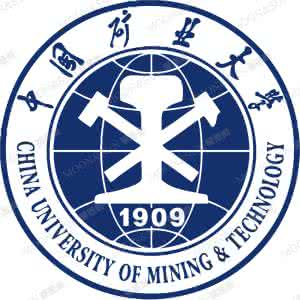 中国矿业大学
1909
CHINA UNIVERSITY OF MINING & TECHNOLOGY